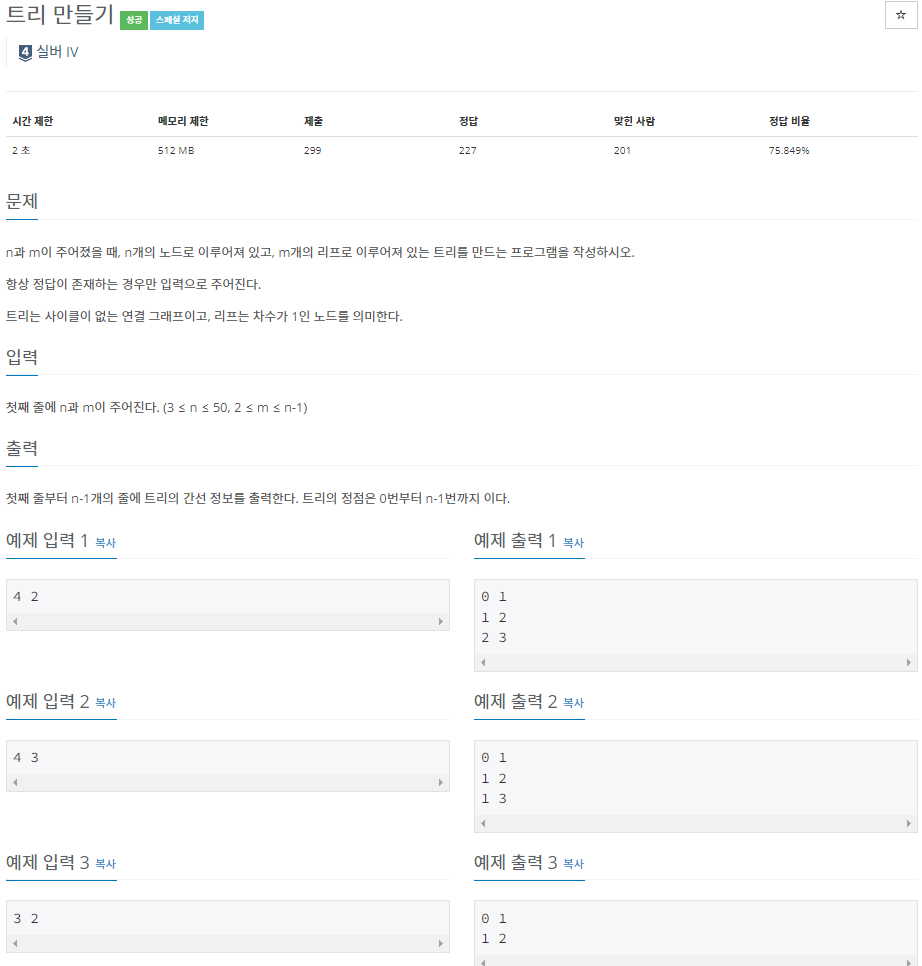 트리 만들기 성공 스페셜 저지
☆
4 실버 IV
시간 제한 메모리 제한 제출 정답 맞힌 사람 정답 비율
2 초 512 MB 299 227 201 75.849%
문제
n과 m이 주어졌을 때, n개의 노드로 이루어져 있고, m개의 리프로 이루어져 있는 트리를 만드는 프로그램을 작성하시오.
항상 정답이 존재하는 경우만 입력으로 주어진다.
트리는 사이클이 없는 연결 그래프이고, 리프는 차수가 1인 노드를 의미한다.
입력
첫째 줄에 n과 m이 주어진다. (3 ≤ n ≤ 50, 2 ≤ m ≤ n-1)
출력
첫째 줄부터 n-1개의 줄에 트리의 간선 정보를 출력한다. 트리의 정점은 0번부터 n-1번까지 이다.
예제 입력 1 복사
4 2
예제 출력 1 복사
0 1
1 2
2 3
예제 입력 2 복사
4 3
예제 출력 2 복사
0 1
1 2
1 3
예제 입력 3 복사
3 2
예제 출력 3 복사
0 1
1 2